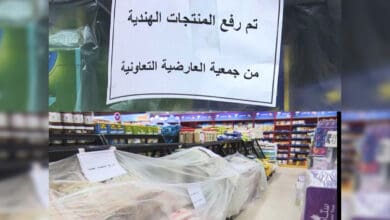 تم رفع المنتجات الهندية
من جمعية العارضية التعاونية